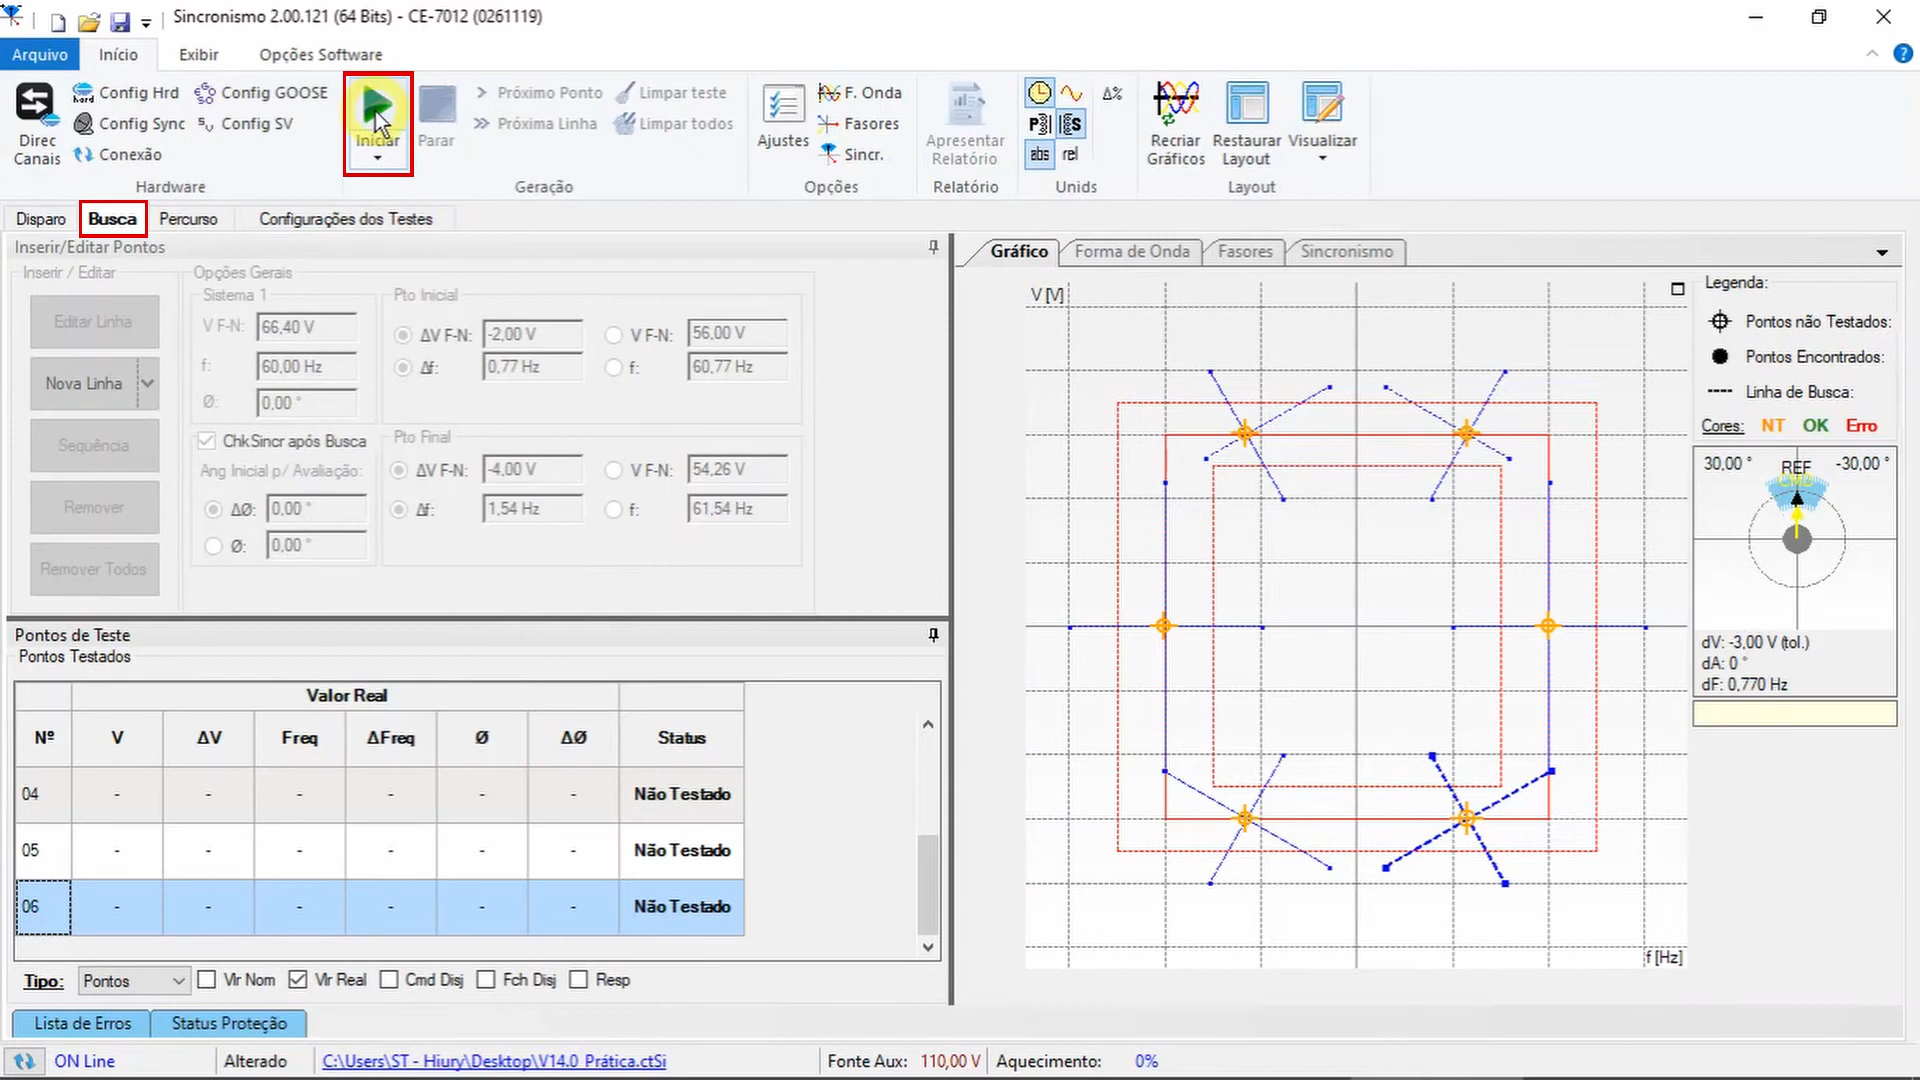 Sincronismo 2.00.121 (64 Bits) - CE-7012 (0261119)
Arquivo Início Exibir Opções Software
Direc Canais
Config Hrd
Config Sync
Conexão
Config GOOSE
Config SV
Hardware
Iniciar
Parar
Próximo Ponto
Próxima Linha
Limpar teste
Limpar todos
Geração
Ajustes
F. Onda
Fasores
Sincr.
Opções
Apresentar Relatório
Relatório
Δ%
abs rel
Unids
Recriar Gráficos
Restaurar Layout
Visualizar
Layout
Disparo Busca Percurso Configurações dos Testes
Inserir/Editar Pontos
Inserir / Editar
Editar Linha
Nova Linha
Sequência
Remover
Remover Todos
Opções Gerais
Sistema 1
V F-N: 66,40 V
f: 60,00 Hz
Ø: 0,00 °
Chk Sincr após Busca
Ang Inicial p/ Avaliação:
ΔØ: 0,00 °
Ø: 0,00 °
Pto Inicial
ΔV F-N: -2,00 V V F-N: 56,00 V
Δf: 0,77 Hz f: 60,77 Hz
Pto Final
ΔV F-N: -4,00 V V F-N: 54,26 V
Δf: 1,54 Hz f: 61,54 Hz
Pontos de Teste
Pontos Testados
Valor Real
Nº V ΔV Freq ΔFreq Ø ΔØ Status
04 - - - - - - Não Testado
05 - - - - - - Não Testado
06 - - - - - - Não Testado
Tipo: Pontos Vlr Nom Vlr Real Cmd Disj Fch Disj Resp
Lista de Erros Status Proteção
Gráfico Forma de Onda Fasores Sincronismo
V [V]
f [Hz]
Legenda:
Pontos não Testados:
Pontos Encontrados:
Linha de Busca:
Cores: NT OK Erro
30,00 ° REF -30,00 °
CMD
dV: -3,00 V (tol.)
dA: 0 °
dF: 0,770 Hz
ON Line Alterado C:\Users\ST - Hiury\Desktop\V14.0 Prática.ctSi Fonte Aux: 110,00 V Aquecimento: 0%